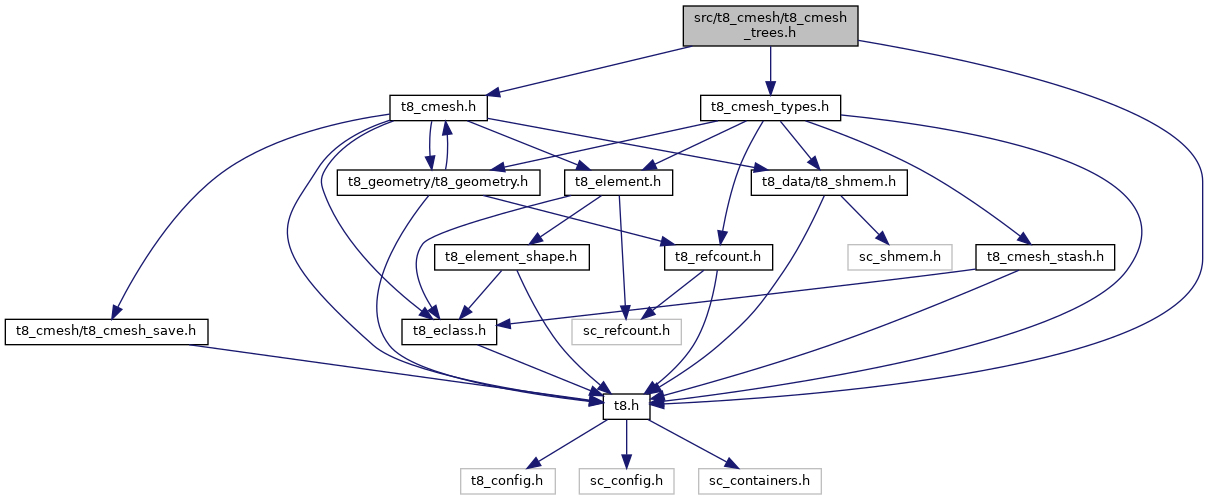 src/t8_cmesh/t8_cmesh
_trees.h
t8_cmesh.h
t8_cmesh_types.h
t8_geometry/t8_geometry.h
t8_element.h
t8_data/t8_shmem.h
t8_element_shape.h
t8_refcount.h
sc_shmem.h
t8_cmesh_stash.h
t8_cmesh/t8_cmesh_save.h
t8_eclass.h
sc_refcount.h
t8.h
t8_config.h
sc_config.h
sc_containers.h